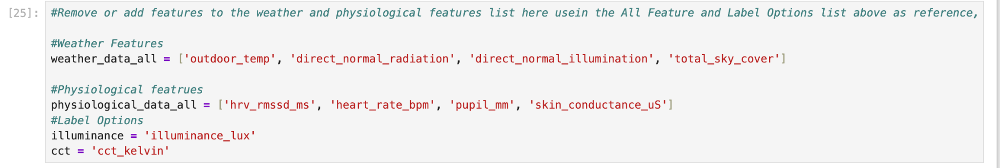 [25]: #Remove or add features to the weather and physiological features list here usein the All Feature and Label Options list above as reference,
#Weather Features
weather_data_all = ['outdoor_temp', 'direct_normal_radiation', 'direct_normal_illumination', 'total_sky_cover']
#Physiological featrues
physiological_data_all = ['hrv_rmssd_ms', 'heart_rate_bpm', 'pupil_mm', 'skin_conductance_uS']
#Label Options
illuminance = 'illuminance_lux'
cct = 'cct_kelvin'